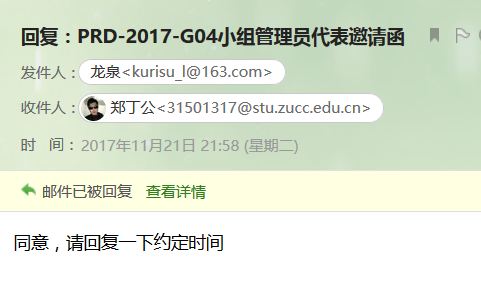 回复：PRD-2017-G04小组管理员代表邀请函
发件人：龙泉<kurisu_l@163.com>
收件人：郑丁公<31501317@stu.zucc.edu.cn>
时 间：2017年11月21日 21:58 (星期二)
邮件已被回复 查看详情
同意，请回复一下约定时间